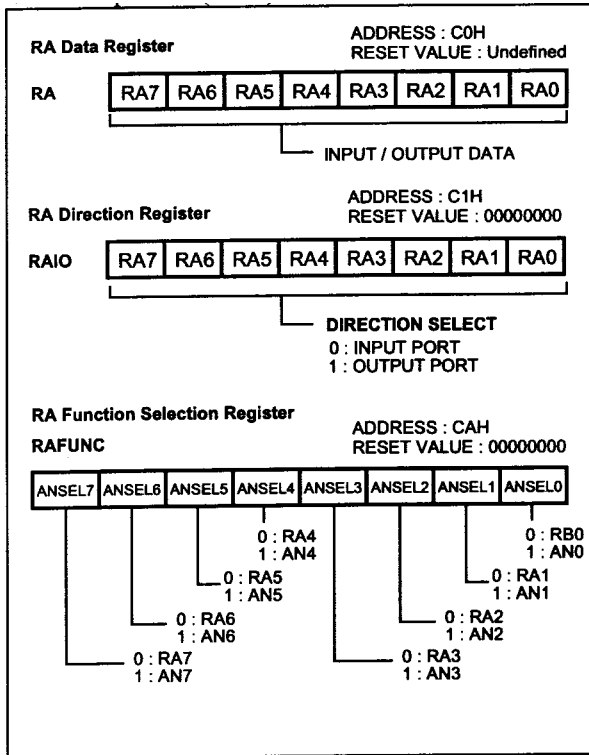 RA Data Register
ADDRESS : C0H
RESET VALUE : Undefined
RA
RA7 RA6 RA5 RA4 RA3 RA2 RA1 RA0
INPUT / OUTPUT DATA
RA Direction Register
ADDRESS : C1H
RESET VALUE : 00000000
RAIO
RA7 RA6 RA5 RA4 RA3 RA2 RA1 RA0
DIRECTION SELECT
0 : INPUT PORT
1 : OUTPUT PORT
RA Function Selection Register
RAFUNC
ADDRESS : CAH
RESET VALUE : 00000000
ANSEL7 ANSEL6 ANSEL5 ANSEL4 ANSEL3 ANSEL2 ANSEL1 ANSEL0
0 : RA4
1 : AN4
0 : RB0
1 : AN0
0 : RA5
1 : AN5
0 : RA1
1 : AN1
0 : RA6
1 : AN6
0 : RA2
1 : AN2
0 : RA7
1 : AN7
0 : RA3
1 : AN3